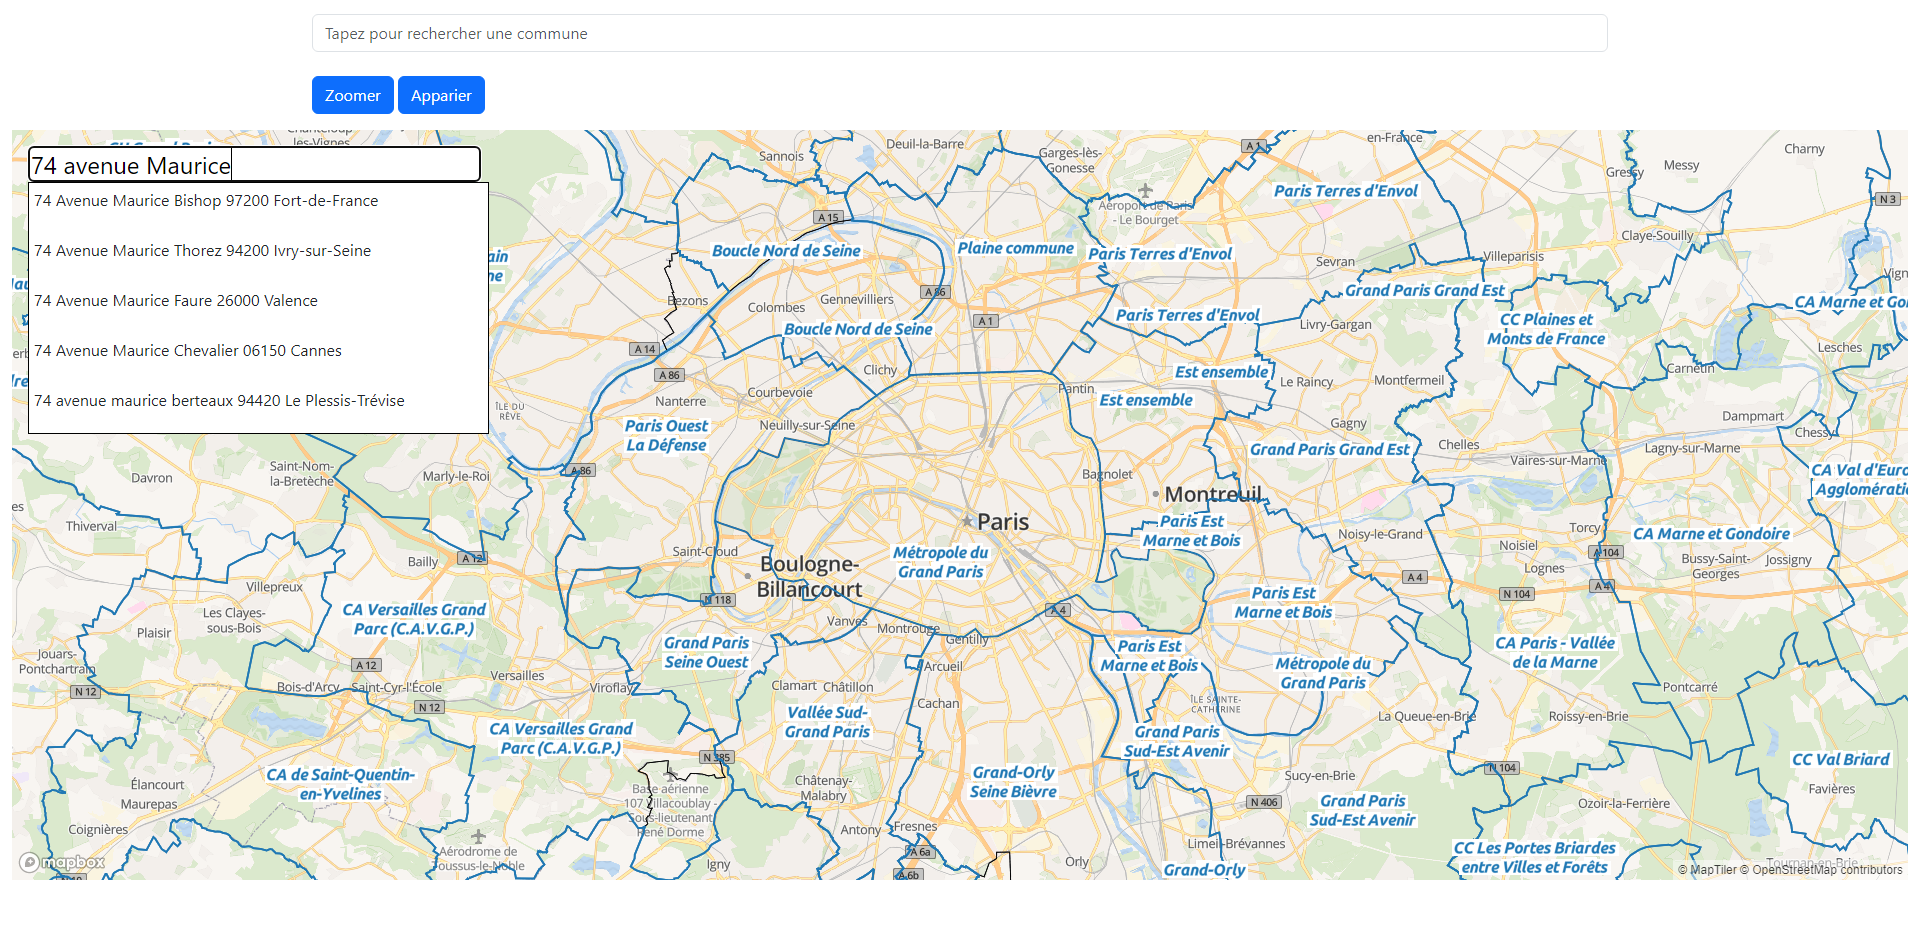 Tapez pour rechercher une commune
Zoomer
Apparier
74 avenue Maurice
74 Avenue Maurice Bishop 97200 Fort-de-France
74 Avenue Maurice Thorez 94200 Ivry-sur-Seine
74 Avenue Maurice Faure 26000 Valence
74 Avenue Maurice Chevalier 06150 Cannes
74 avenue maurice berteaux 94420 Le Plessis-Trévise
les-Vignes
Sannois
Deuil-la-Barre
Garges-lès-
Gonesse
A 1
en-France
Gressy
Messy
Charny
N 3
Paris Terres d'Envol
Aéroport de Paris
- Le Bourget
A 15
Boucle Nord de Seine
Plaine commune
Paris Terres d'Envol
Sevran
Villeparisis
Claye-Souilly
Bezons
Colombes
Gennevilliers
A 86
Grand Paris Grand Est
A 1
Paris Terres d'Envol
Livry-Gargan
CC Plaines et
Monts de France
Boucle Nord de Seine
A 14
A 86
Clichy
Est ensemble
Le Raincy
Montfermeil
Carnetin
Lesches
Courbevoie
Pantin
Est ensemble
Nanterre
ÎLE DU
RÊVE
Paris Ouest
La Défense
Neuilly-sur-Seine
Gagny
Grand Paris Grand Est
Chelles
Dampmart
Chessy
Lagny-sur-Marne
Vaires-sur-Marne
A 86
Saint-Nom-
la-Bretèche
Davron
Marly-le-Roi
Bagnolet
Montreuil
CA Val d'Euro
Agglomératio
Thiverval
Paris
Paris Est
Marne et Bois
Noisy-le-Grand
Torcy
Noisiel
CA Marne et Gondoire
A 104
Bussy-Saint-
Georges
Jossigny
Bailly
A 12
Saint-Cloud
Métropole du
Grand Paris
Boulogne-
Billancourt
Lognes
A 4
A 4
N 104
Villepreux
CA Versailles Grand
Parc (C.A.V.G.P.)
Les Clayes-
sous-Bois
Plaisir
N 118
A 4
Paris Est
Marne et Bois
Vanves
Montrouge
Gentilly
Grand Paris
Seine Ouest
Arcueil
Paris Est
Marne et Bois
Métropole du
Grand Paris
CA Paris - Vallée
de la Marne
Jouars-
Pontchartrain
A 12
N 12
Bois-d'Arcy
Saint-Cyr-l'École
N 12
Versailles
Viroflay
Clamart
Châtillon
Cachan
ÎLE SAINTE-
CATHERINE
Pontcarré
La Queue-en-Brie
Roissy-en-Brie
Vallée Sud-
Grand Paris
CA Versailles Grand
Parc (C.A.V.G.P.)
Grand Paris
Sud-Est Avenir
N 385
CC Val Briard
CA de Saint-Quentin-
en-Yvelines
Élancourt
Maurepas
Base aérienne
107 Villacoublay -
Sous-lieutenant
René Dorme
Châtenay-
Malabry
Grand-Orly
Seine Bièvre
Sucy-en-Brie
N 104
N 406
Grand Paris
Sud-Est Avenir
Ozoir-la-Ferrière
Favières
Coignières
Antony
Fresnes
Limeil-Brévannes
CC Les Portes Briardes
entre Villes et Forêts
Aérodrome de
Toussus-le-Noble
Igny
A 6a
A 6b
Orly
Grand-Orly
Tournan-en-Brie
mapbox
© MapTiler © OpenStreetMap contributors